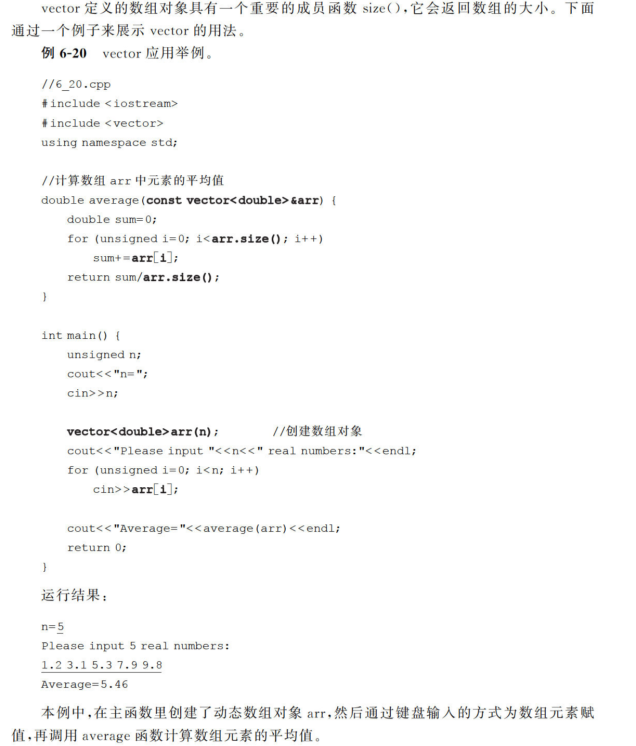 vector 定义的数组对象具有一个重要的成员函数 size(),它会返回数组的大小。下面
通过一个例子来展示 vector 的用法。
例 6-20 vector 应用举例。
//6_20.cpp
#include <iostream>
#include <vector>
using namespace std;
//计算数组 arr 中元素的平均值
double average(const vector<double>&arr) {
double sum=0;
for (unsigned i=0; i<arr.size(); i++)
sum+=arr[i];
return sum/arr.size();
}
int main() {
unsigned n;
cout<<"n=";
cin>>n;
vector<double>arr(n); //创建数组对象
cout<<"Please input "<<n<<" real numbers:"<<endl;
for (unsigned i=0; i<n; i++)
cin>>arr[i];
cout<<"Average="<<average(arr)<<endl;
return 0;
}
运行结果:
n=5
Please input 5 real numbers:
1.2 3.1 5.3 7.9 9.8
Average=5.46
本例中,在主函数里创建了动态数组对象 arr,然后通过键盘输入的方式为数组元素赋
值,再调用 average 函数计算数组元素的平均值。